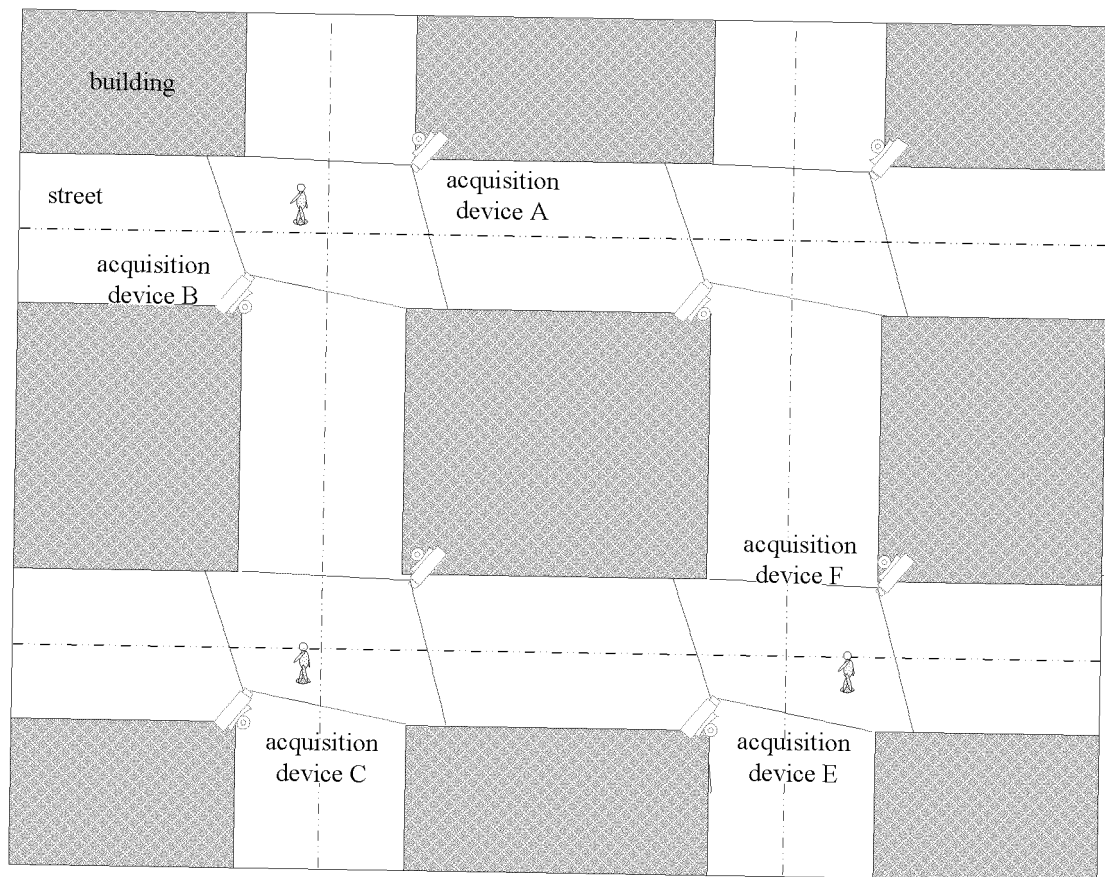 building
street
acquisition
device A
acquisition
device B
acquisition
device F
acquisition
device C
acquisition
device E